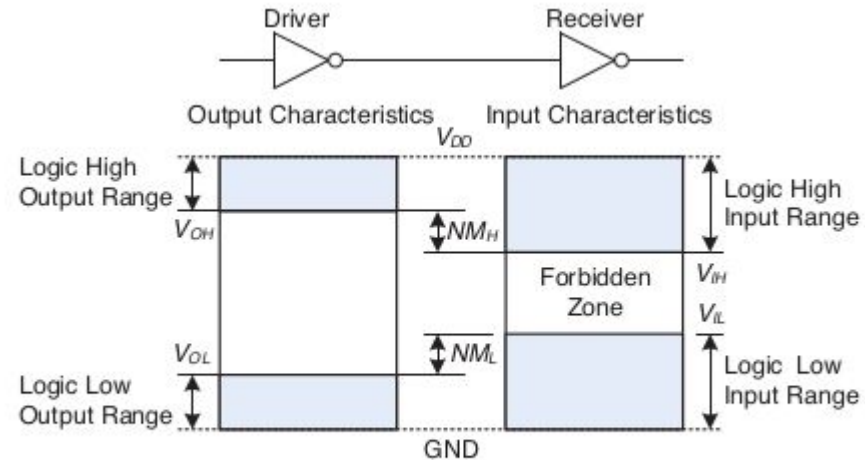 Driver
Receiver
Output Characteristics
Input Characteristics
VDD
Logic High
Output Range
Logic High
Input Range
VOH
NMH
Forbidden
Zone
VIH
VIL
VOL
NML
Logic Low
Output Range
Logic Low
Input Range
GND